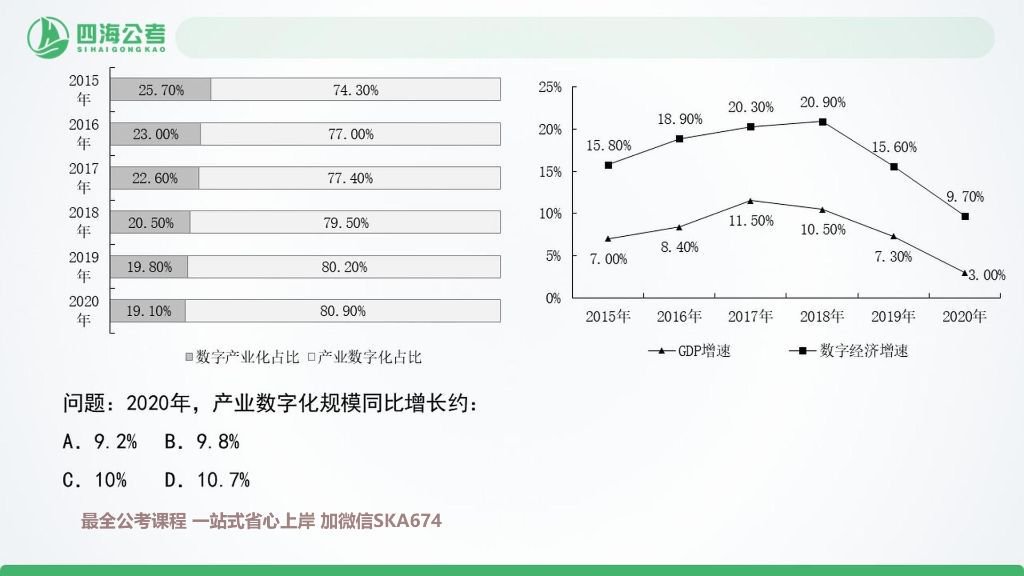 四海公考
SIHAIGONGKAO
2015年
25.70%
74.30%
2016年
23.00%
77.00%
2017年
22.60%
77.40%
2018年
20.50%
79.50%
2019年
19.80%
80.20%
2020年
19.10%
80.90%
数字产业化占比 产业数字化占比
25%
20%
15%
10%
5%
0%
15.80%
18.90%
20.30%
20.90%
15.60%
9.70%
7.00%
8.40%
11.50%
10.50%
7.30%
3.00%
2015年 2016年 2017年 2018年 2019年 2020年
GDP增速 数字经济增速
问题：2020年，产业数字化规模同比增长约：
A. 9.2% B. 9.8%
C. 10% D. 10.7%
最全公考课程 一站式省心上岸 加微信SKA674